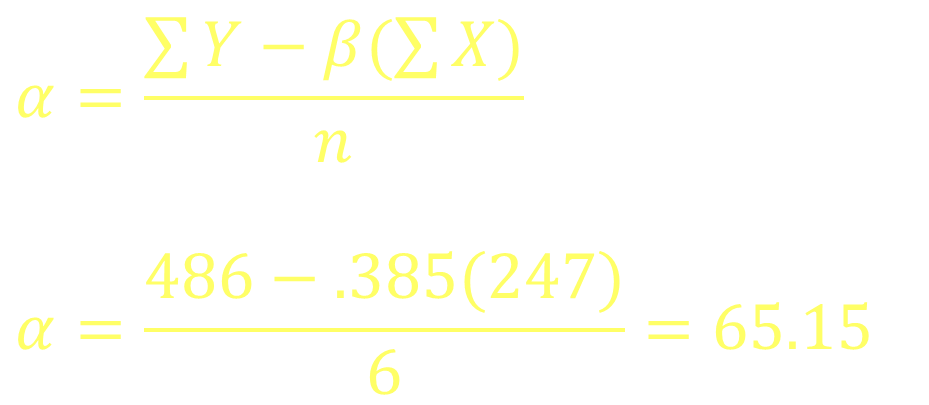 α = (∑ Y − β(∑ X)) / n
α = (486 − .385(247)) / 6 = 65.15